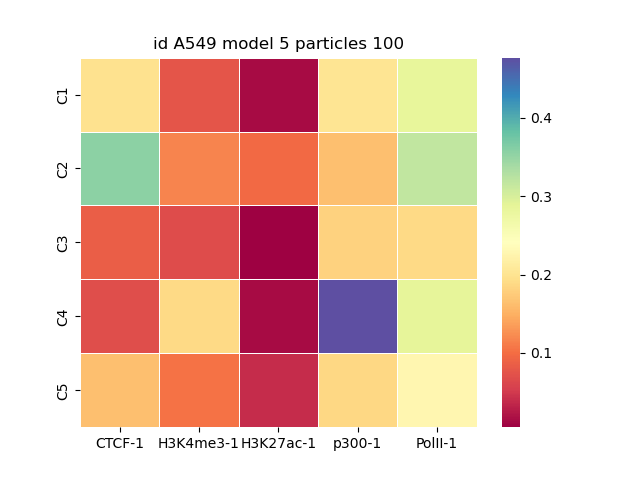 id A549 model 5 particles 100
C1
C2
C3
C4
C5
CTCF-1 H3K4me3-1 H3K27ac-1 p300-1 PolII-1
0.4
0.3
0.2
0.1